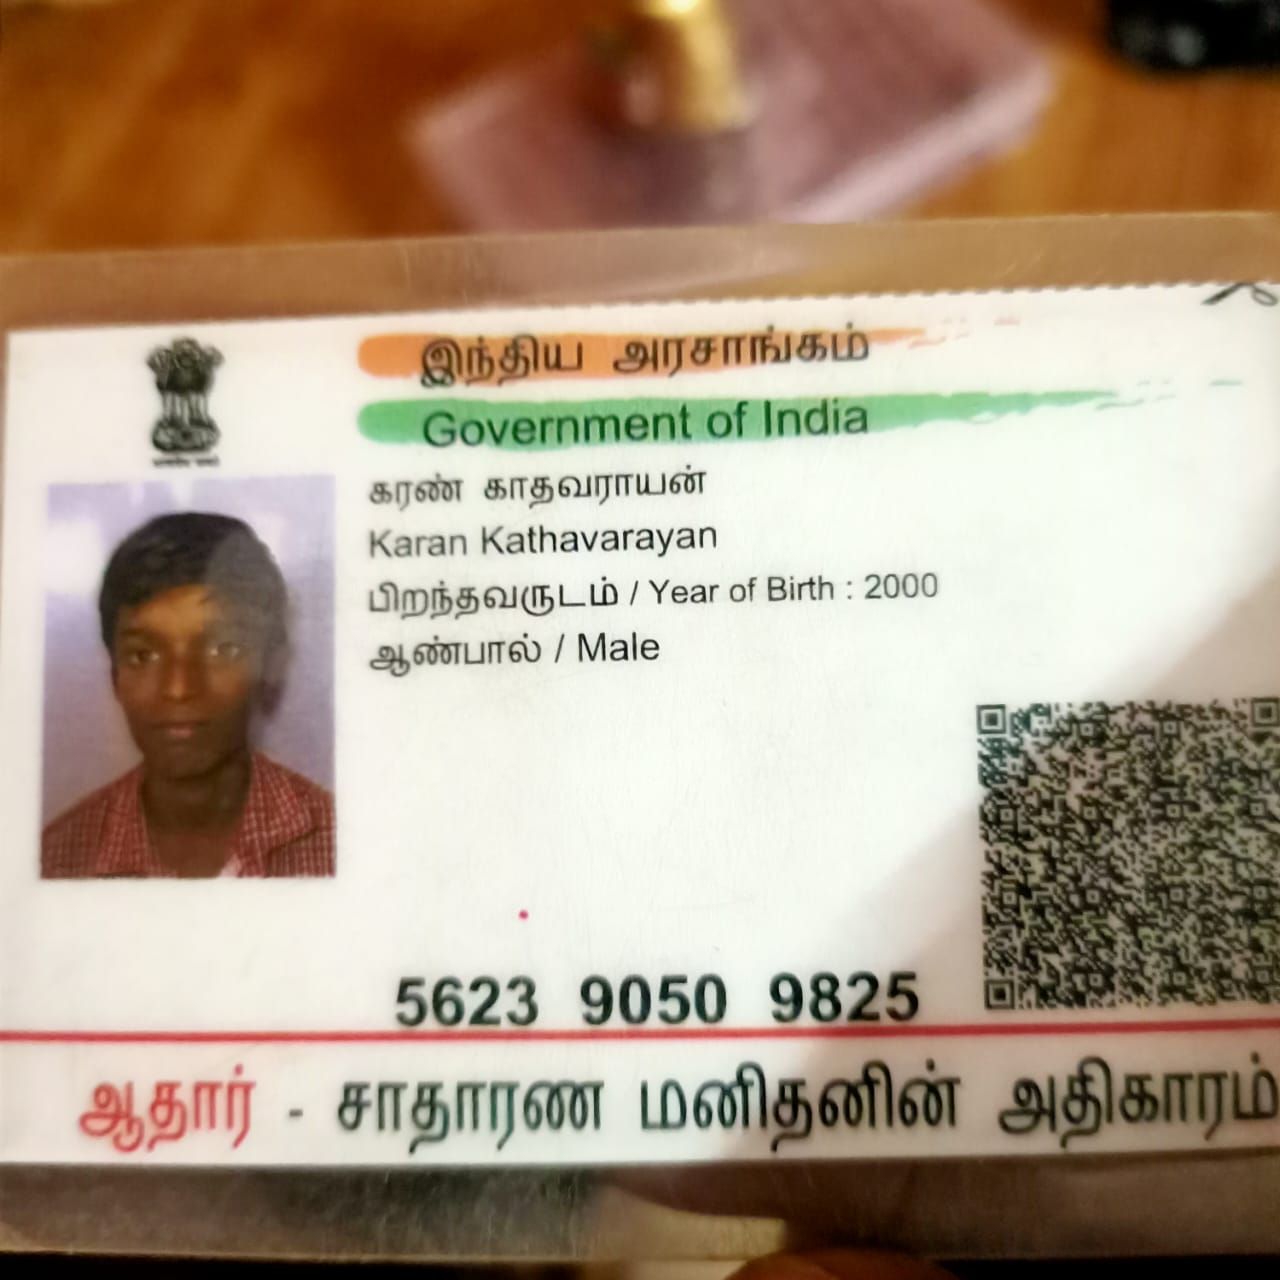 இந்திய அரசாங்கம்
Government of India
கரண் காதவராயன்
Karan Kathavarayan
பிறந்தவருடம் / Year of Birth : 2000
ஆண்பால் / Male
5623 9050 9825
ஆதார் - சாதாரண மனிதனின் அதிகாரம்